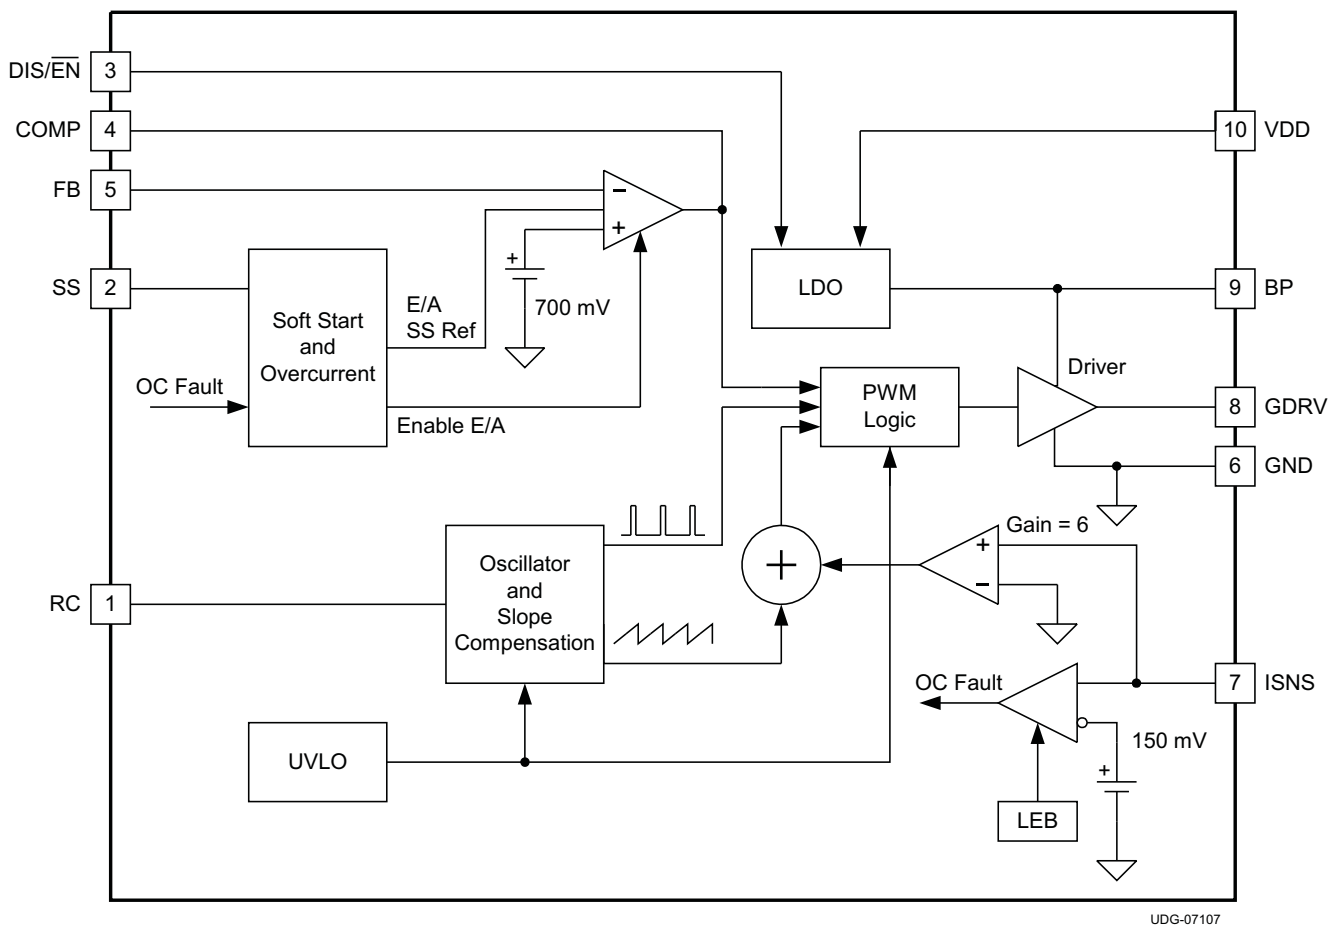 DIS/EN 3
COMP 4
10 VDD
FB 5
−
+
SS 2
+
700 mV
LDO
9 BP
E/A
SS Ref
Soft Start
and
Overcurrent
OC Fault
Enable E/A
Driver
PWM
Logic
8 GDRV
6 GND
Gain = 6
+
−
+
Oscillator
and
Slope
Compensation
RC 1
OC Fault
7 ISNS
150 mV
+
UVLO
LEB
UDG-07107